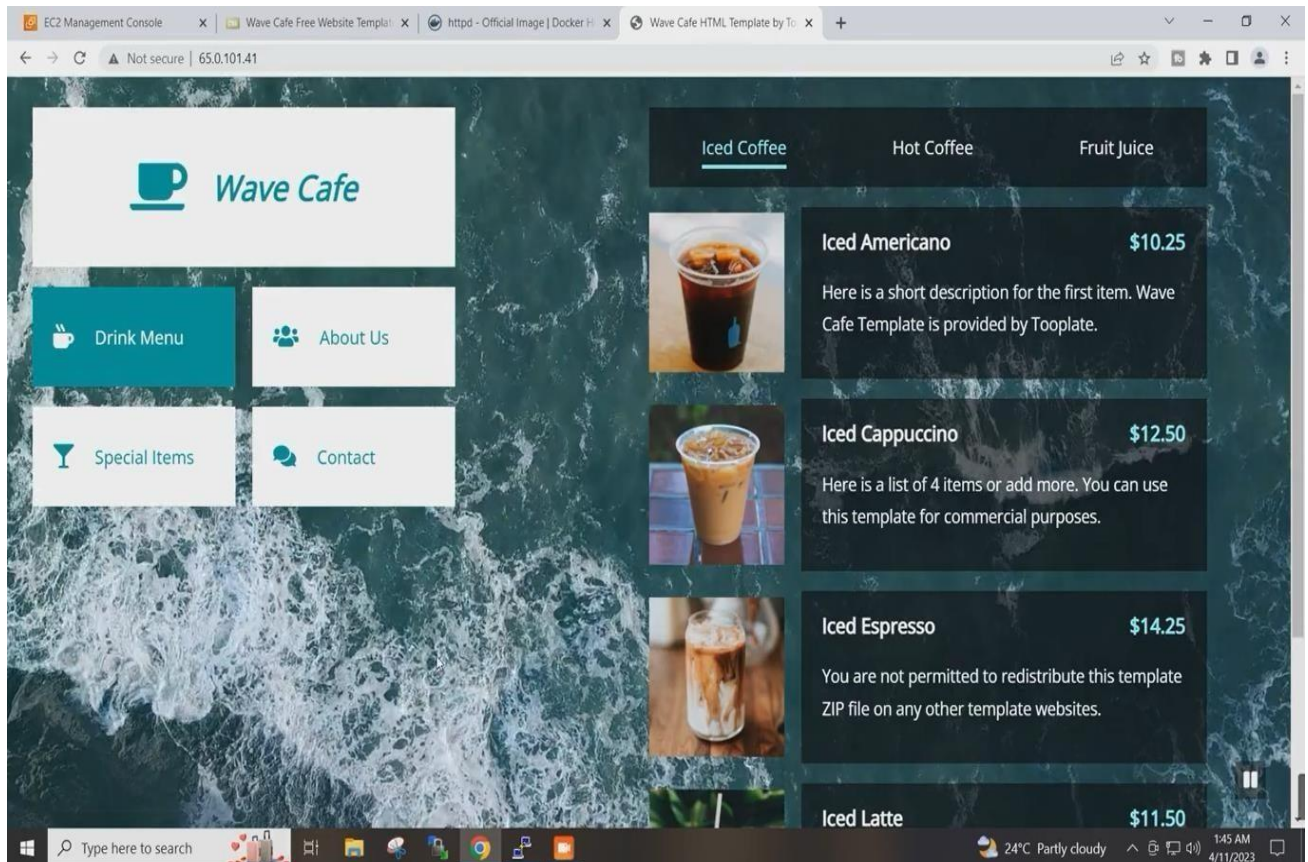 EC2 Management Console
Wave Cafe Free Website Templat
httpd - Official Image | Docker H
Wave Cafe HTML Template by To
Not secure | 65.0.101.41
Wave Cafe
Drink Menu
About Us
Special Items
Contact
Iced Coffee
Hot Coffee
Fruit Juice
Iced Americano
$10.25
Here is a short description for the first item. Wave
Cafe Template is provided by Tooplate.
Iced Cappuccino
$12.50
Here is a list of 4 items or add more. You can use
this template for commercial purposes.
Iced Espresso
$14.25
You are not permitted to redistribute this template
ZIP file on any other template websites.
Iced Latte
$11.50
Type here to search
24°C Partly cloudy
1:45 AM
4/11/2023